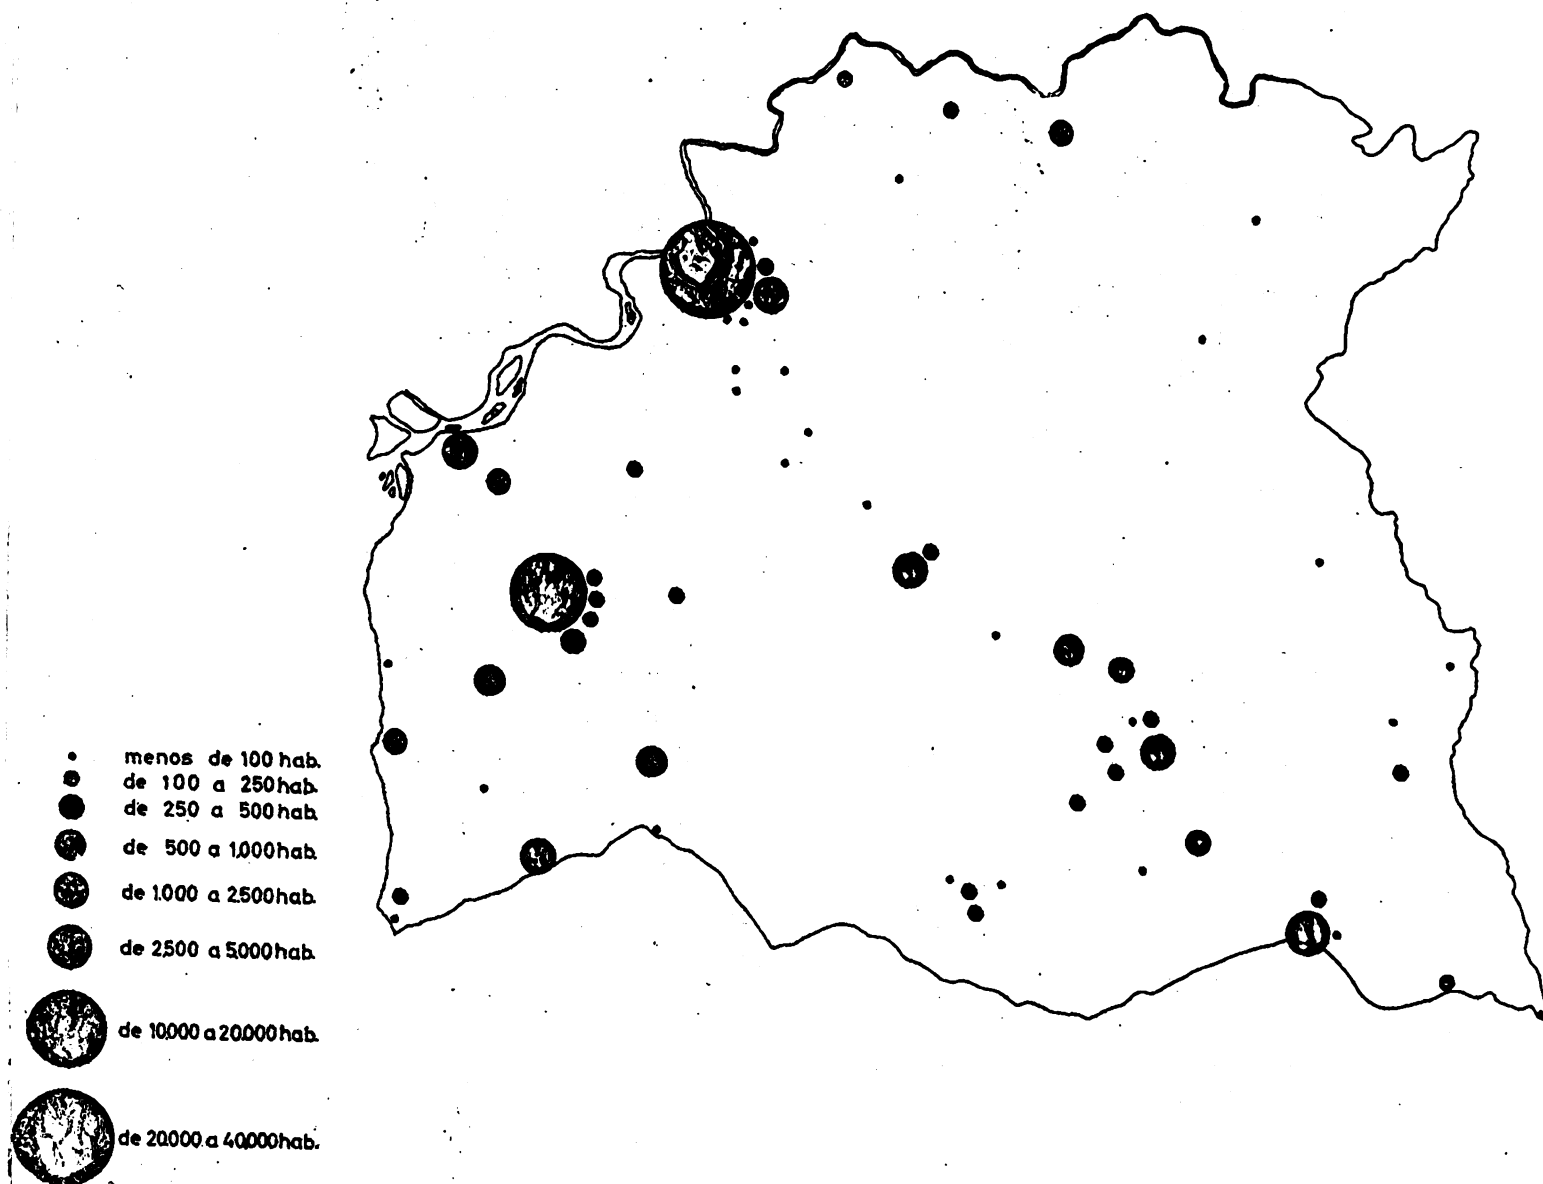 menos de 100 hab.
de 100 a 250 hab.
de 250 a 500 hab.
de 500 a 1.000 hab.
de 1.000 a 2.500 hab.
de 2.500 a 5.000 hab.
de 10.000 a 20.000 hab.
de 20.000 a 40.000 hab.